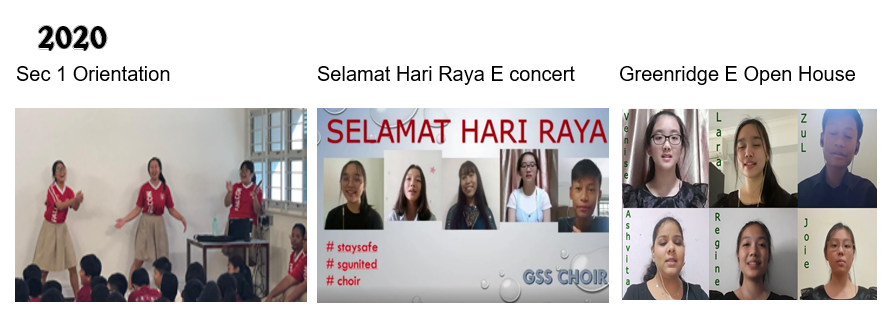 2020
Sec 1 Orientation
Selamat Hari Raya E concert
Greenridge E Open House
SELAMAT HARI RAYA
# staysafe
# sgunited
# choir
GSS CHOIR
Venise
Lara
ZuL
Ashvita
Regine
Joie